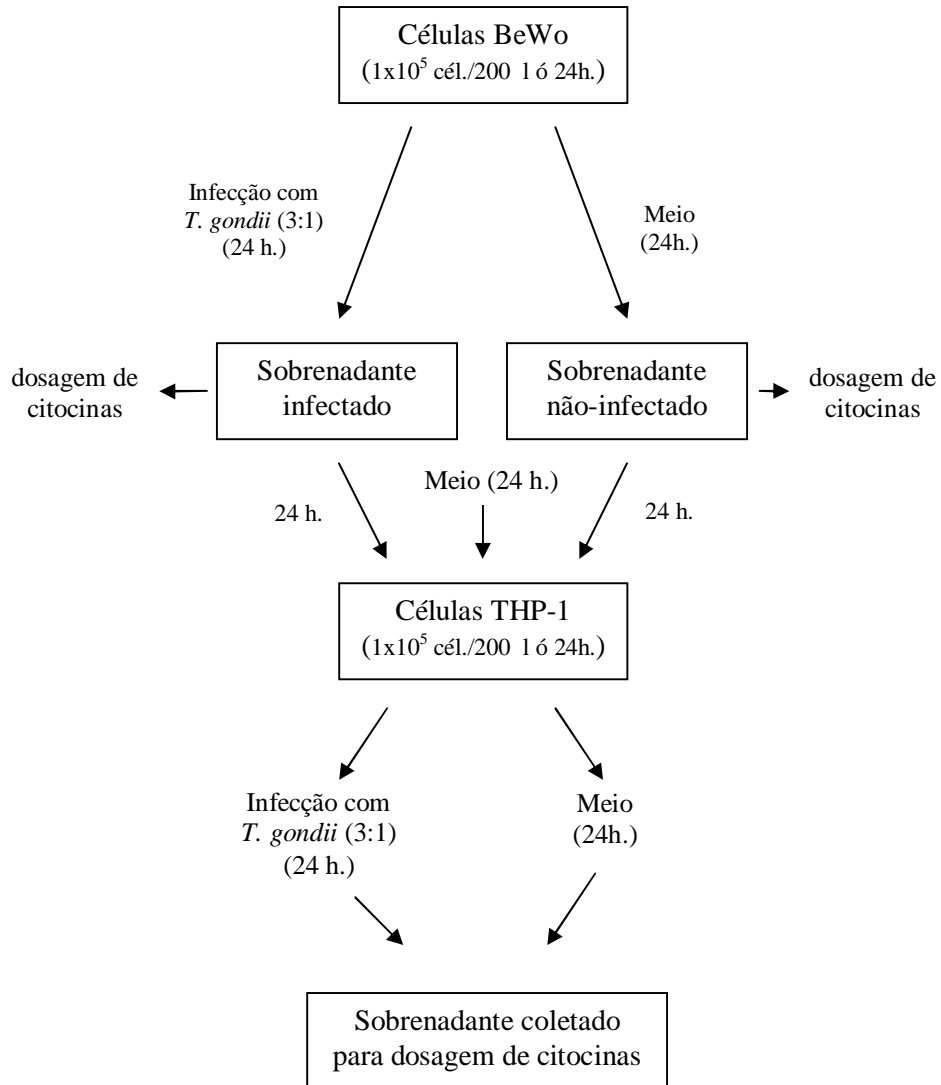 Células BeWo
(1x10⁵ cél./200 l ó 24h.)
Infecção com
T. gondii (3:1)
(24 h.)
Meio
(24h.)
dosagem de
citocinas
Sobrenadante
infectado
Sobrenadante
não-infectado
dosagem de
citocinas
24 h.
Meio (24 h.)
24 h.
Células THP-1
(1x10⁵ cél./200 l ó 24h.)
Infecção com
T. gondii (3:1)
(24 h.)
Meio
(24h.)
Sobrenadante coletado
para dosagem de citocinas